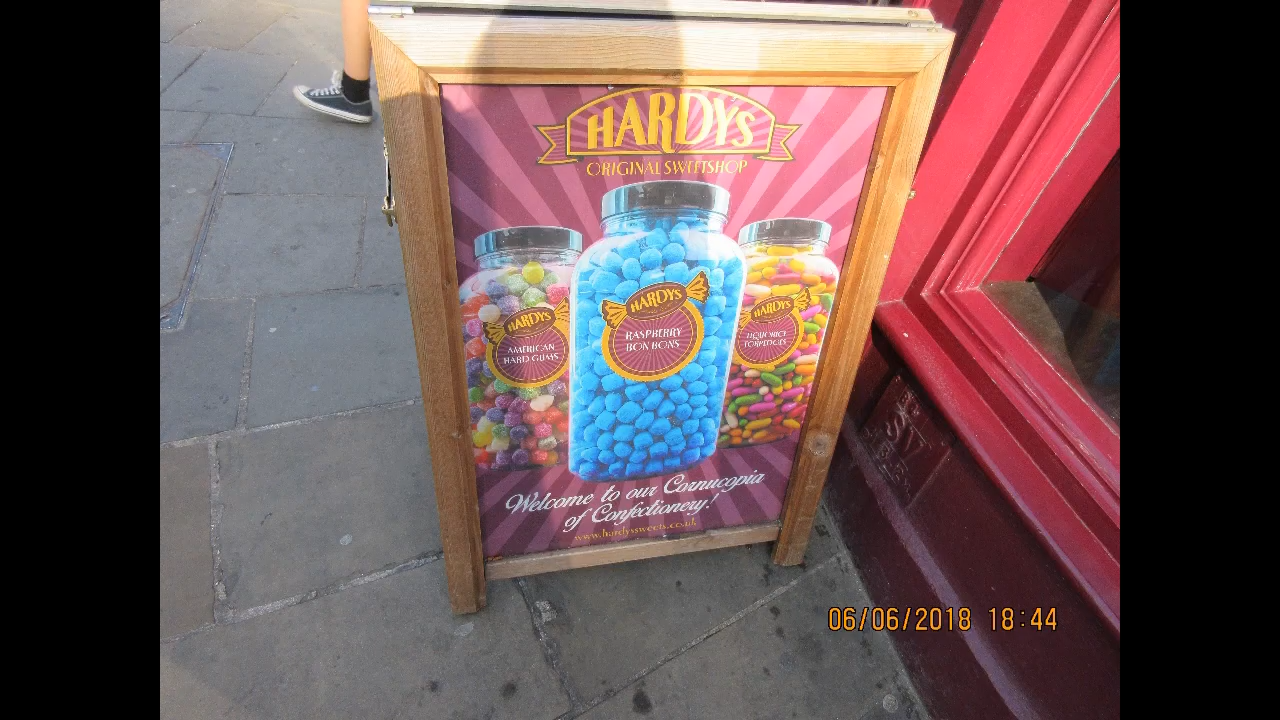 HARDYS
ORIGINAL SWEETSHOP
HARDYS
AMERICAN
HARD GUMS
HARDYS
RASPBERRY
BON BONS
HARDYS
LIQUORICE
TORPEDOES
Welcome to our Cornucopia
of Confectionery!
www.hardyssweets.co.uk
06/06/2018 18:44